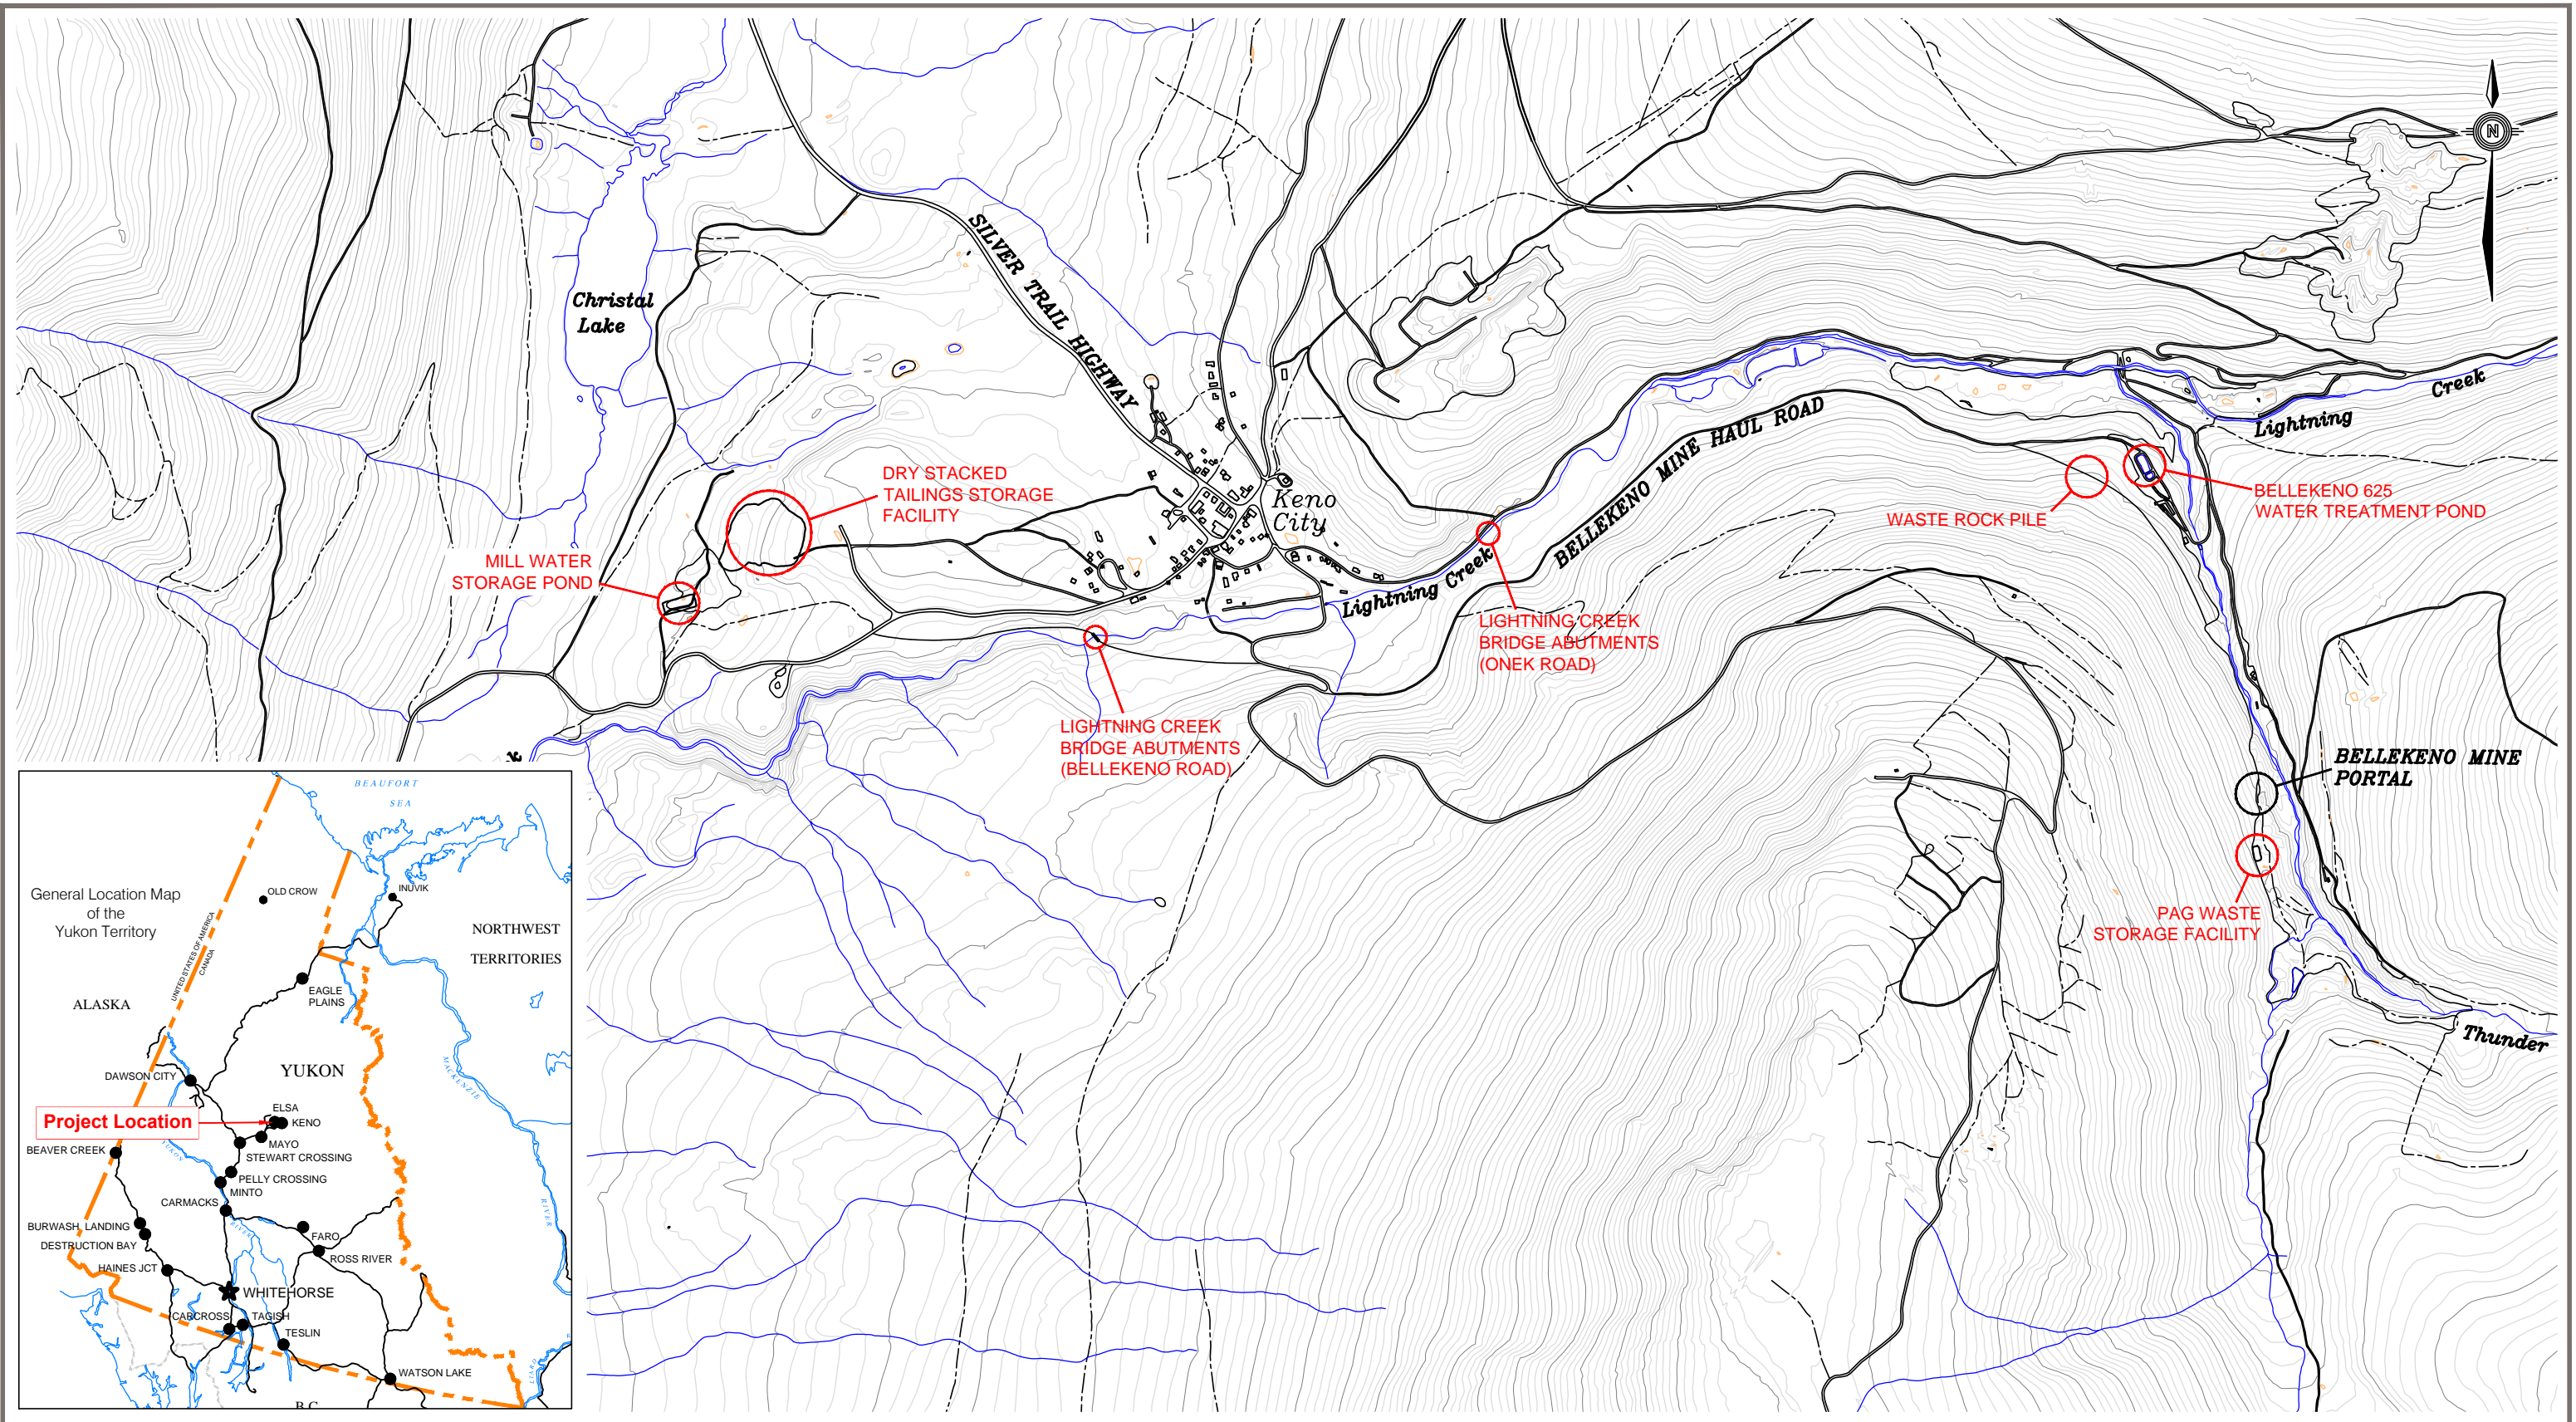 N
SILVER TRAIL HIGHWAY
Christal
Lake
Creek
Lightning
BELLEKENO MINE HAUL ROAD
DRY STACKED
TAILINGS STORAGE
FACILITY
Keno
City
BELLEKENO 625
WATER TREATMENT POND
WASTE ROCK PILE
MILL WATER
STORAGE POND
Lightning Creek
LIGHTNING CREEK
BRIDGE ABUTMENTS
(ONEK ROAD)
LIGHTNING CREEK
BRIDGE ABUTMENTS
(BELLEKENO ROAD)
BELLEKENO MINE
PORTAL
PAG WASTE
STORAGE FACILITY
Thunder
BEAUFORT
SEA
General Location Map
of the
Yukon Territory
OLD CROW
INUVIK
UNITED STATES OF AMERICA
CANADA
NORTHWEST
TERRITORIES
EAGLE
PLAINS
ALASKA
MACKENZIE
YUKON
DAWSON CITY
ELSA
Project Location
KENO
MAYO
BEAVER CREEK
YUKON
STEWART CROSSING
PELLY CROSSING
MINTO
CARMACKS
RIVER
RIVER
BURWASH LANDING
FARO
DESTRUCTION BAY
ROSS RIVER
HAINES JCT
WHITEHORSE
CARCROSS
TAGISH
TESLIN
WATSON LAKE
LIARD
B.C.